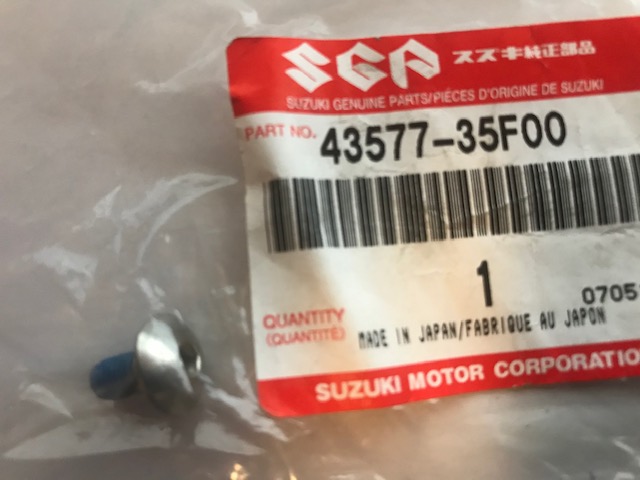 SGP スズキ純正部品
SUZUKI GENUINE PARTS/PIÈCES D'ORIGINE DE SUZUKI
PART NO. 43577-35F00
1
0705
QUANTITY
(QUANTITÉ)
MADE IN JAPAN/FABRIQUE AU JAPON
SUZUKI MOTOR CORPORATIO